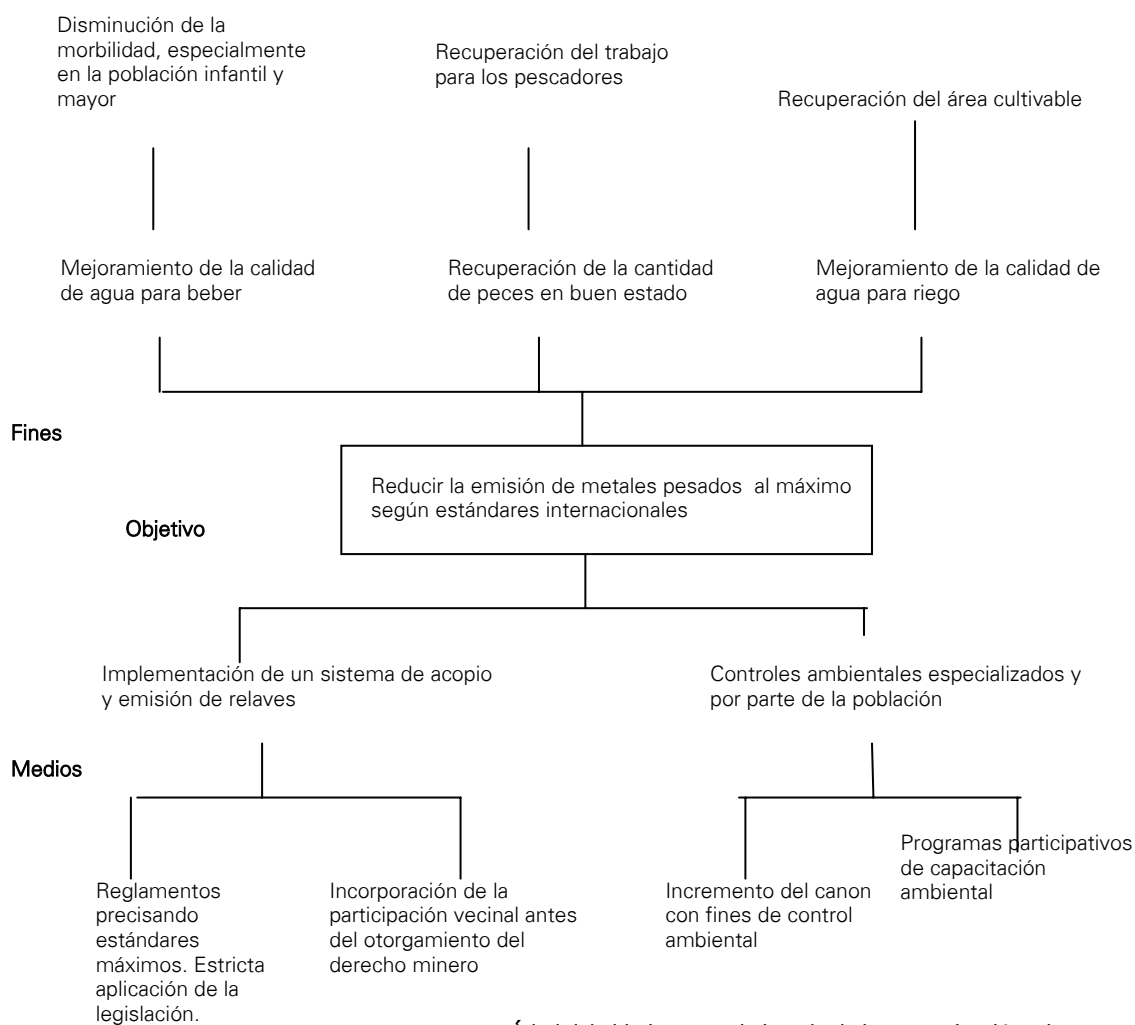 Disminución de la
morbilidad, especialmente
en la población infantil y
mayor
Recuperación del trabajo
para los pescadores
Recuperación del área cultivable
Mejoramiento de la calidad
de agua para beber
Recuperación de la cantidad
de peces en buen estado
Mejoramiento de la calidad de
agua para riego
Fines
Reducir la emisión de metales pesados al máximo
según estándares internacionales
Objetivo
Implementación de un sistema de acopio
y emisión de relaves
Controles ambientales especializados y
por parte de la población
Medios
Reglamentos
precisando
estándares
máximos. Estricta
aplicación de la
legislación.
Incorporación de la
participación vecinal antes
del otorgamiento del
derecho minero
Incremento del canon
con fines de control
ambiental
Programas participativos
de capacitación
ambiental